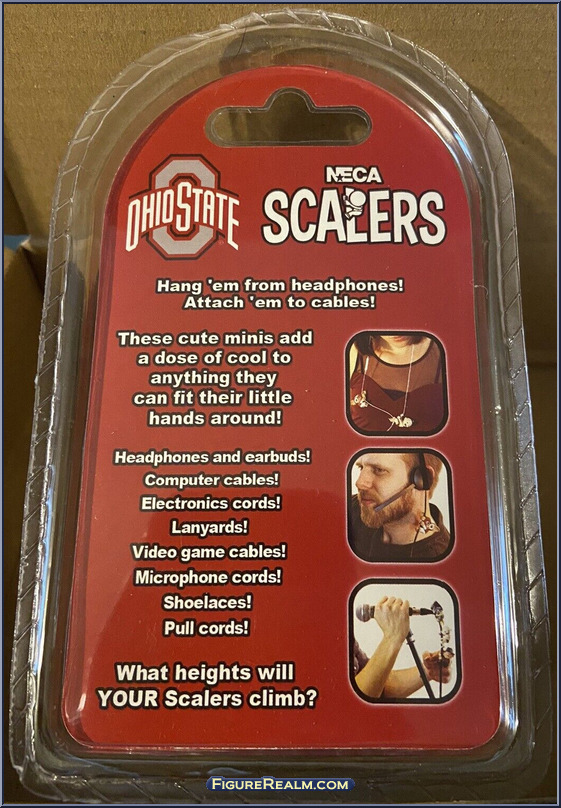 OHIO STATE
NECA
SCALERS
Hang 'em from headphones!
Attach 'em to cables!
These cute minis add
a dose of cool to
anything they
can fit their little
hands around!
Headphones and earbuds!
Computer cables!
Electronics cords!
Lanyards!
Video game cables!
Microphone cords!
Shoelaces!
Pull cords!
What heights will
YOUR Scalers climb?
FIGUREREALM.COM